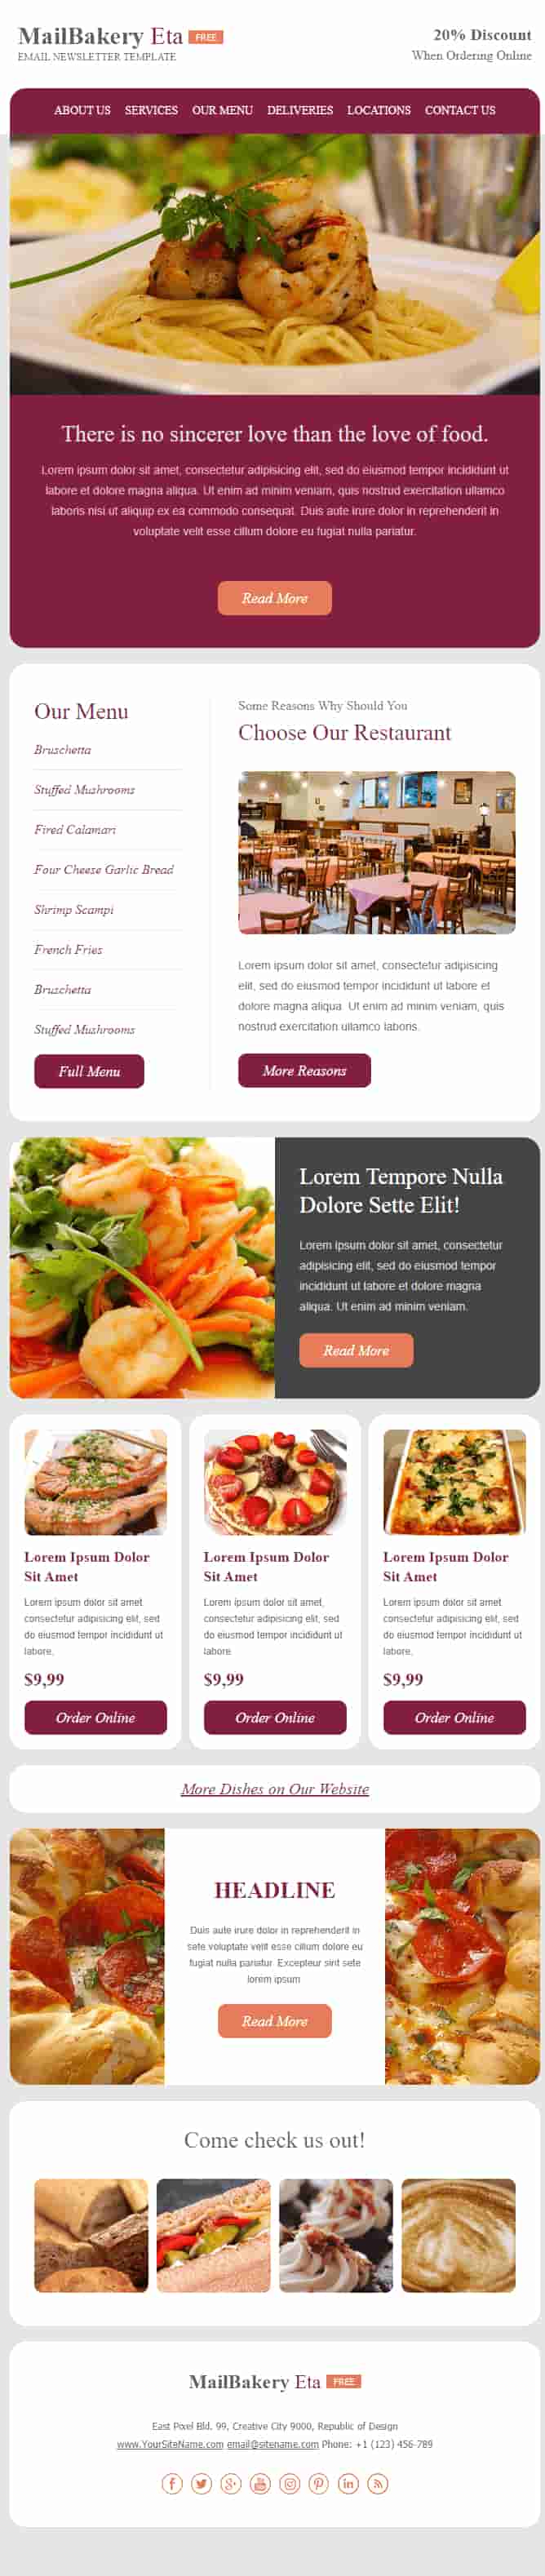 MailBakery Eta FREE
EMAIL NEWSLETTER TEMPLATE
20% Discount
When Ordering Online
ABOUT US SERVICES OUR MENU DELIVERIES LOCATIONS CONTACT US
There is no sincerer love than the love of food.
Lorem ipsum dolor sit amet, consectetur adipisicing elit, sed do eiusmod tempor incididunt ut
labore et dolore magna aliqua. Ut enim ad minim veniam, quis nostrud exercitation ullamco
laboris nisi ut aliquip ex ea commodo consequat. Duis aute irure dolor in reprehenderit in
voluptate velit esse cillum dolore eu fugiat nulla pariatur.
Read More
Our Menu
Bruschetta
Stuffed Mushrooms
Fired Calamari
Four Cheese Garlic Bread
Shrimp Scampi
French Fries
Bruschetta
Stuffed Mushrooms
Full Menu
Some Reasons Why Should You
Choose Our Restaurant
Lorem ipsum dolor sit amet, consectetur adipisicing
elit, sed do eiusmod tempor incididunt ut labore et
dolore magna aliqua. Ut enim ad minim veniam, quis
nostrud exercitation ullamco laboris.
More Reasons
Lorem Tempore Nulla
Dolore Sette Elit!
Lorem ipsum dolor sit amet, consectetur
adipisicing elit, sed do eiusmod tempor
incididunt ut labore et dolore magna
aliqua. Ut enim ad minim veniam.
Read More
Lorem Ipsum Dolor
Sit Amet
Lorem ipsum dolor sit amet
consectetur adipisicing elit, sed
do eiusmod tempor incididunt ut
labore.
$9,99
Order Online
Lorem Ipsum Dolor
Sit Amet
Lorem ipsum dolor sit amet,
consectetur adipisicing elit, sed
do eiusmod tempor incididunt ut
labore
$9,99
Order Online
Lorem Ipsum Dolor
Sit Amet
Lorem ipsum dolor sit amet
consectetur adipisicing elit, sed
do eiusmod tempor incididunt ut
labore.
$9,99
Order Online
More Dishes on Our Website
HEADLINE
Duis aute irure dolor in reprehenderit in
sete voluptate velit esse cillum dolore eu
fugiat nulla pariatur. Excepteur sint sete
lorem ipsum
Read More
Come check us out!
MailBakery Eta FREE
East Pixel Bld. 99, Creative City 9000, Republic of Design
www.YourSiteName.com email@sitename.com Phone: +1 (123) 456-789